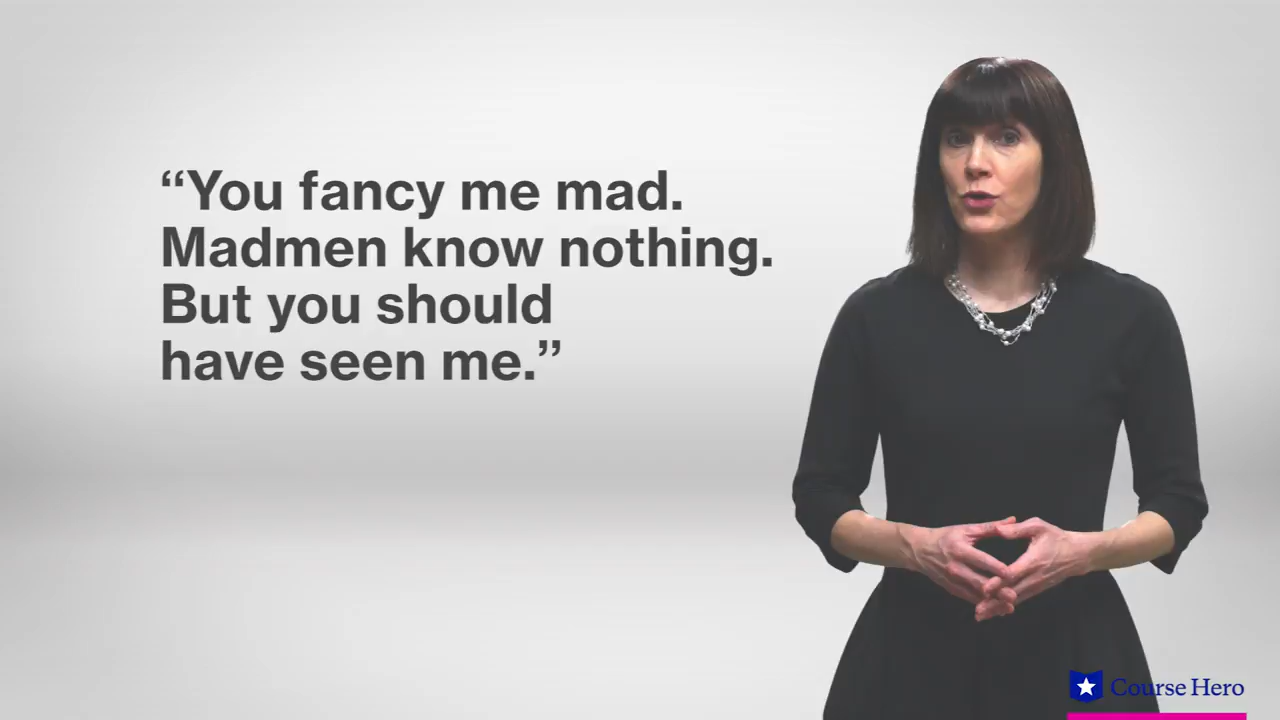 “You fancy me mad.
Madmen know nothing.
But you should
have seen me.”
Course Hero